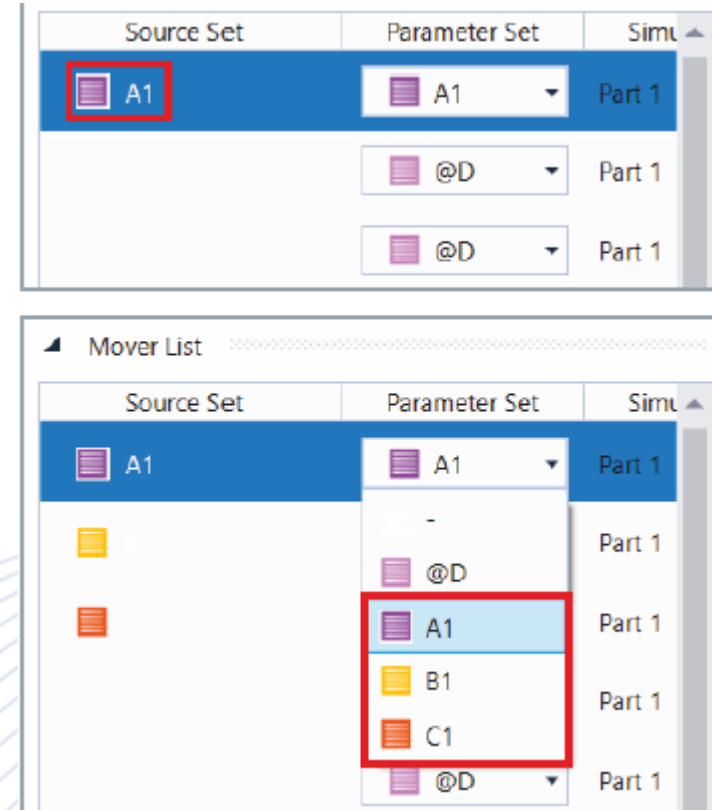 Source Set Parameter Set Simu
A1 A1 Part 1
@D Part 1
@D Part 1
Mover List
Source Set Parameter Set Simu
A1 A1 Part 1
-
Part 1
@D
A1 Part 1
B1
Part 1
C1
@D Part 1